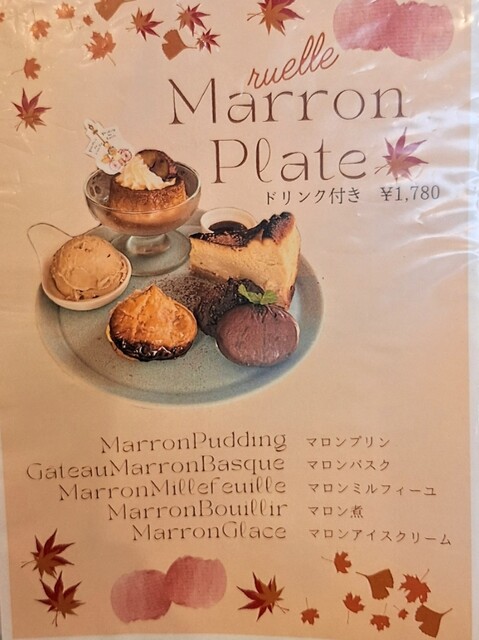 ruelle
Marron
Plate
ドリンク付き ¥1,780
MarronPudding マロンプリン
GateauMarronBasque マロンバスク
MarronMillefeuille マロンミルフィーユ
MarronBouillir マロン煮
MarronGlace マロンアイスクリーム